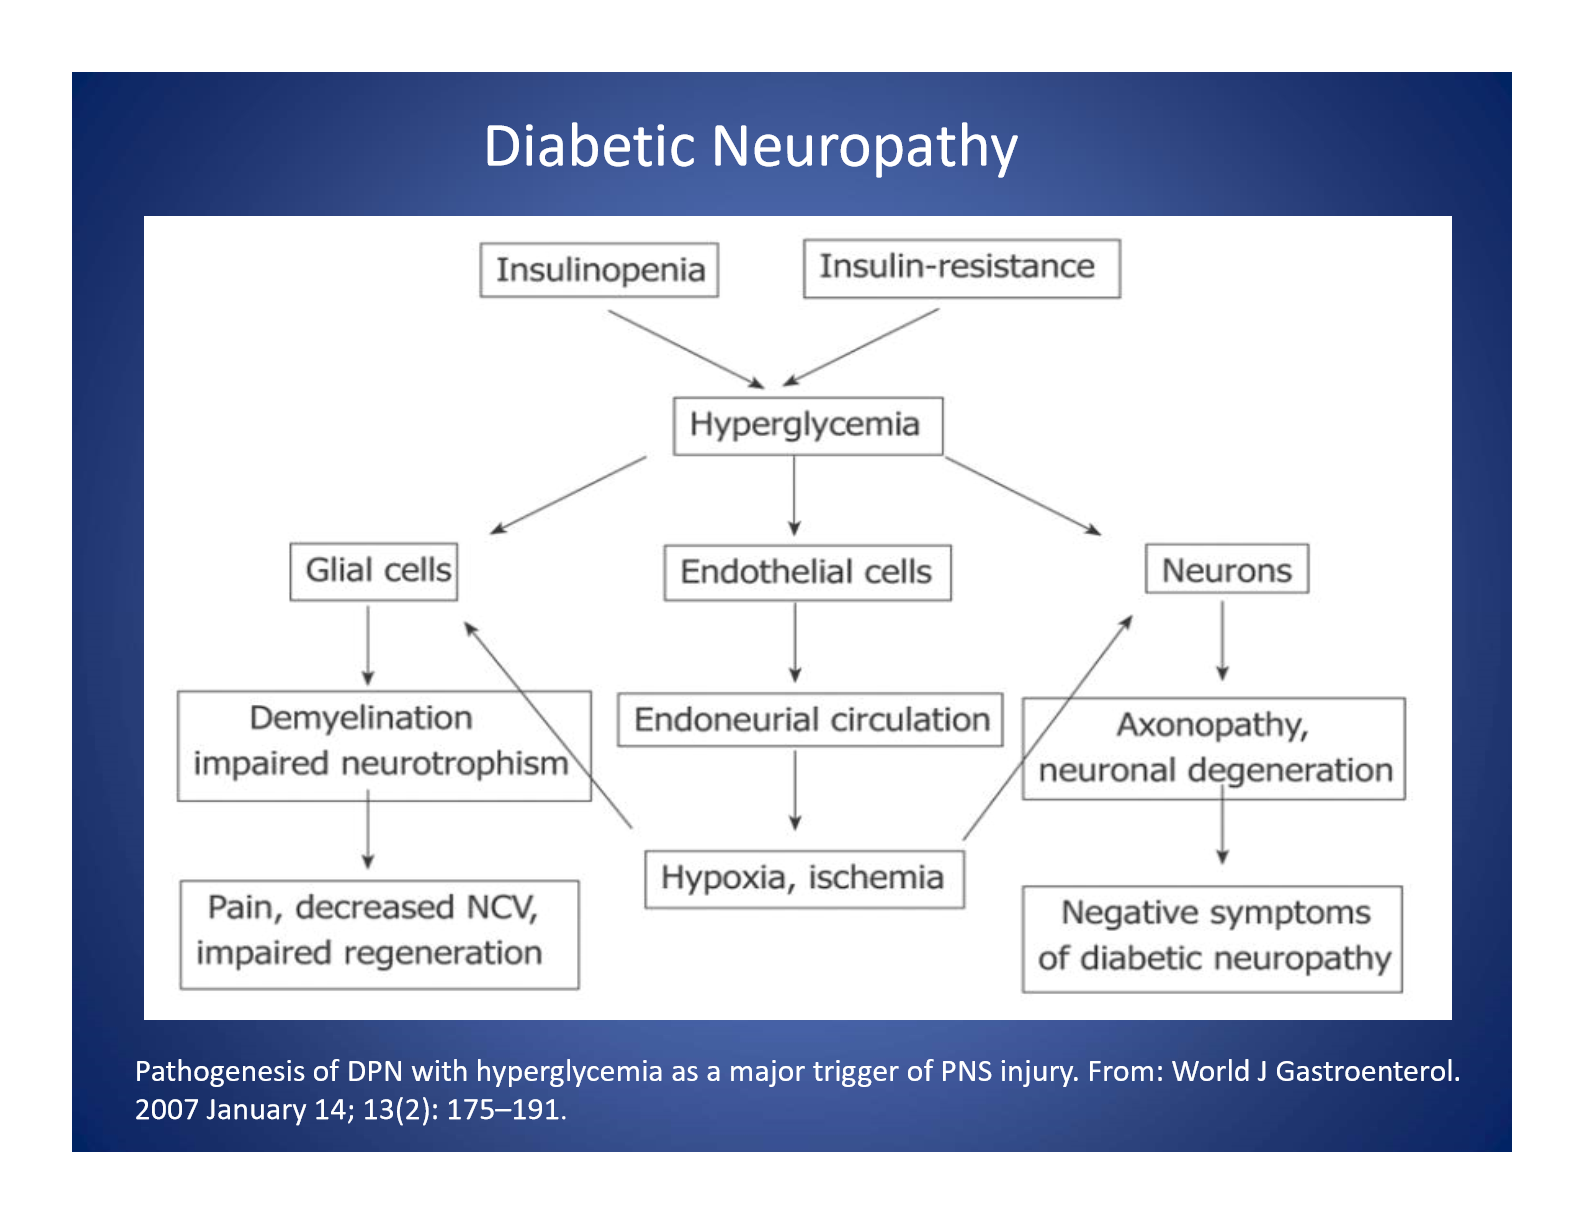 Diabetic Neuropathy
Insulinopenia
Insulin-resistance
Hyperglycemia
Glial cells
Endothelial cells
Neurons
Demyelination
impaired neurotrophism
Endoneurial circulation
Axonopathy,
neuronal degeneration
Hypoxia, ischemia
Pain, decreased NCV,
impaired regeneration
Negative symptoms
of diabetic neuropathy
Pathogenesis of DPN with hyperglycemia as a major trigger of PNS injury. From: World J Gastroenterol.
2007 January 14; 13(2): 175–191.